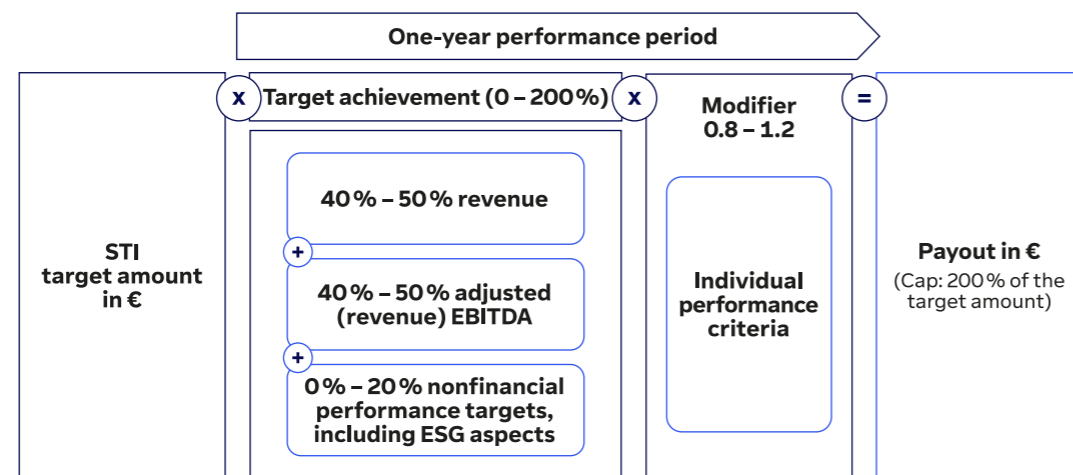 One-year performance period
STI
target amount
in €
x
Target achievement (0 – 200 %)
40 % – 50 % revenue
+
40 % – 50 % adjusted
(revenue) EBITDA
+
0 % – 20 % nonfinancial
performance targets,
including ESG aspects
x
Modifier
0.8 – 1.2
Individual
performance
criteria
=
Payout in €
(Cap: 200 % of the
target amount)